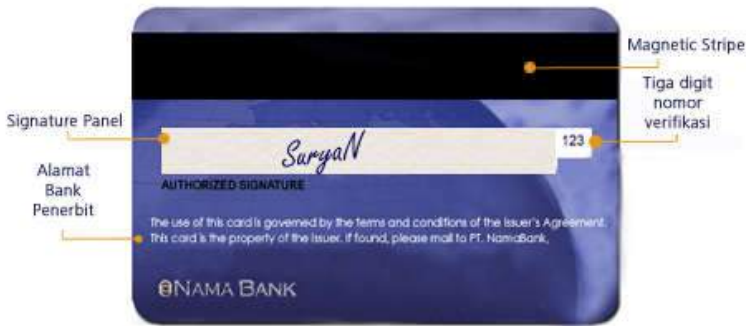 Magnetic Stripe
Tiga digit
nomor
verifikasi
Signature Panel
SuryaN
123
AUTHORIZED SIGNATURE
Alamat
Bank
Penerbit
The use of this card is governed by the terms and conditions of the issuer's Agreement.
This card is the property of the issuer. If found, please mail to PT. NamaBank,
NAMA BANK